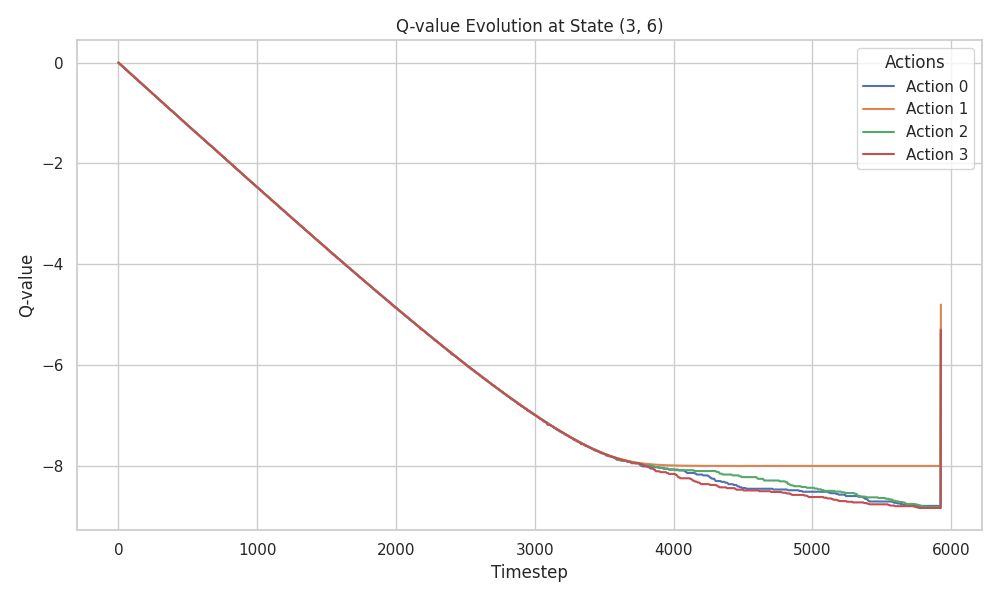 Q-value Evolution at State (3, 6)
Actions
Action 0
Action 1
Action 2
Action 3
Q-value
0
−2
−4
−6
−8
0 1000 2000 3000 4000 5000 6000
Timestep